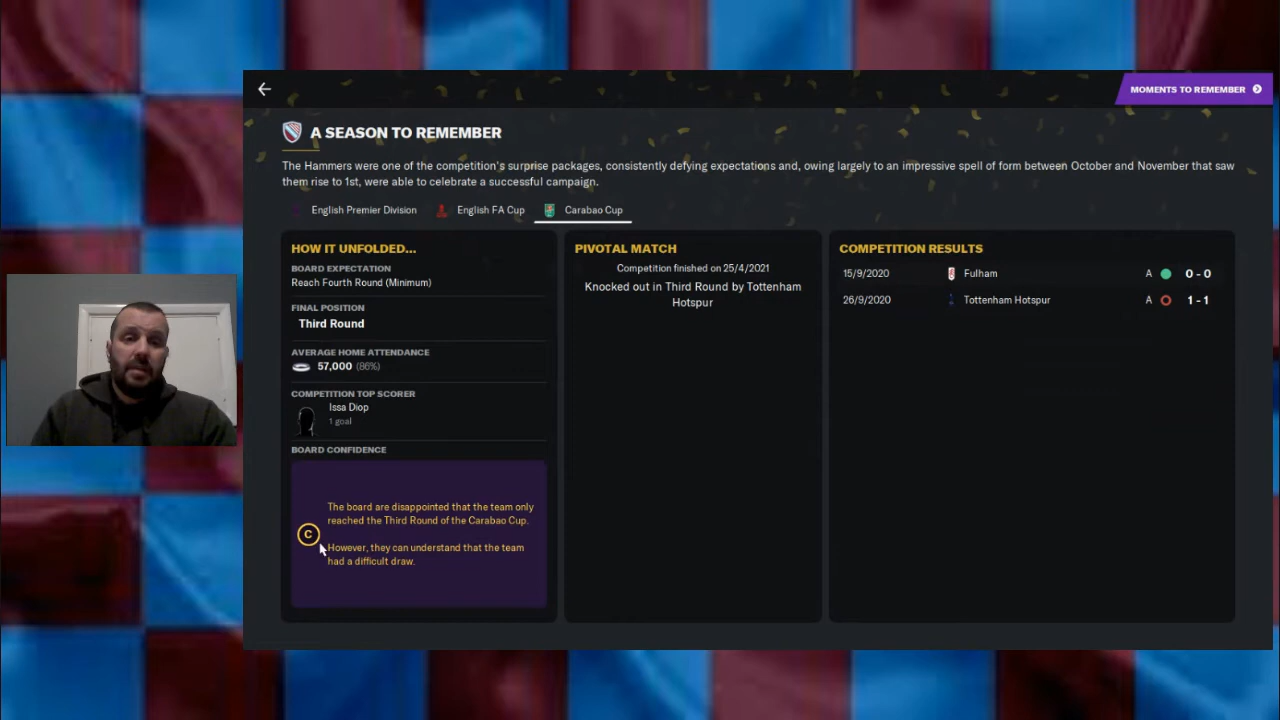 MOMENTS TO REMEMBER
A SEASON TO REMEMBER
The Hammers were one of the competition's surprise packages, consistently defying expectations and, owing largely to an impressive spell of form between October and November that saw
them rise to 1st, were able to celebrate a successful campaign.
English Premier Division English FA Cup Carabao Cup
HOW IT UNFOLDED...
BOARD EXPECTATION
Reach Fourth Round (Minimum)
FINAL POSITION
Third Round
AVERAGE HOME ATTENDANCE
57,000 (86%)
COMPETITION TOP SCORER
Issa Diop
1 goal
BOARD CONFIDENCE
C
The board are disappointed that the team only
reached the Third Round of the Carabao Cup.
However, they can understand that the team
had a difficult draw.
PIVOTAL MATCH
Competition finished on 25/4/2021
Knocked out in Third Round by Tottenham
Hotspur
COMPETITION RESULTS
15/9/2020 Fulham A 0 - 0
26/9/2020 Tottenham Hotspur A 1 - 1